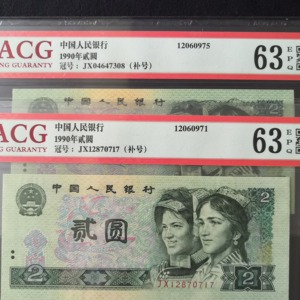 ACG
NG GUARANTY
中国人民银行
1990年贰圆
冠号：JX04647308（补号）
12060975
63 EPQ
ACG
NG GUARANTY
中国人民银行
1990年贰圆
冠号：JX12870717（补号）
12060971
63 EPQ
中国人民银行
贰圆
2
JX12870717